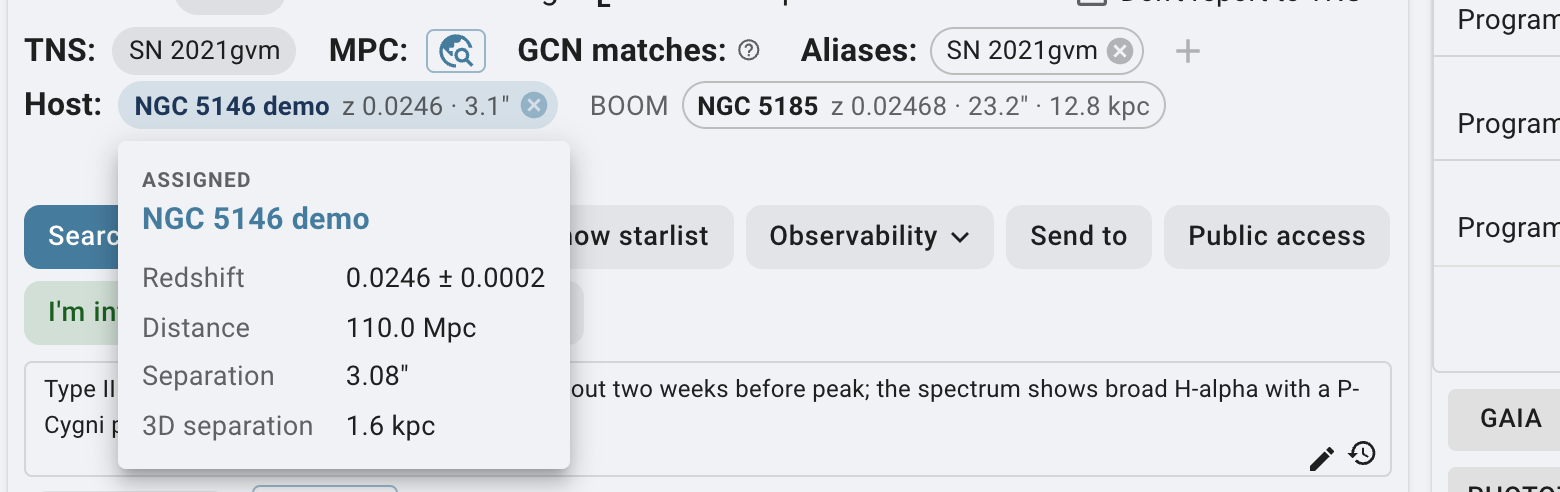 TNS: SN 2021gvm MPC: GCN matches: Aliases: SN 2021gvm
Host: NGC 5146 demo z 0.0246 · 3.1" BOOM NGC 5185 z 0.02468 · 23.2" · 12.8 kpc
ASSIGNED
NGC 5146 demo
Redshift 0.0246 ± 0.0002
Distance 110.0 Mpc
Separation 3.08"
3D separation 1.6 kpc
Searc how starlist Observability Send to Public access
I'm in
Type II out two weeks before peak; the spectrum shows broad H-alpha with a P-
Cygni p
Program
Program
Program
GAIA